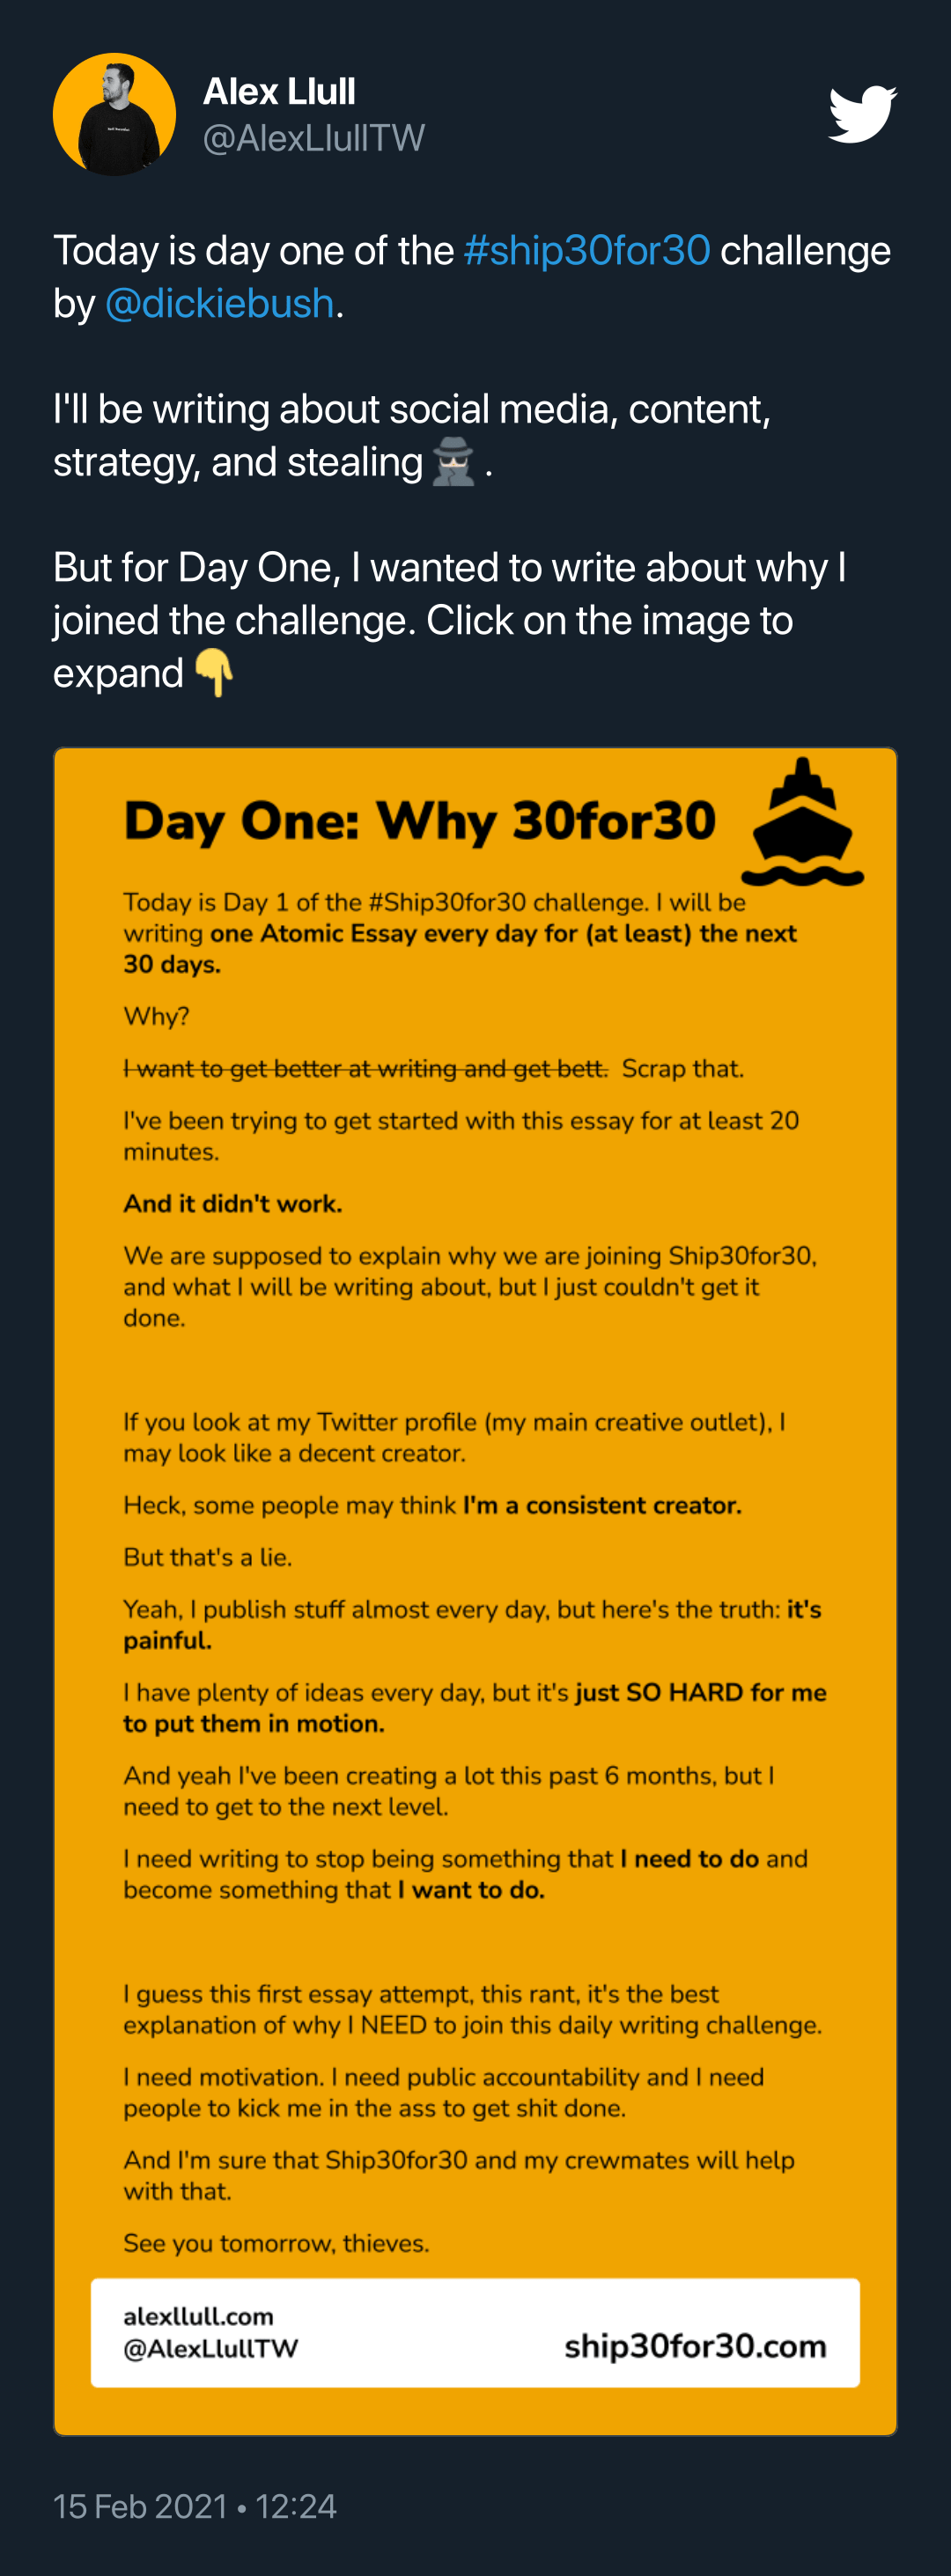 Alex Llull
@AlexLlullTW
Today is day one of the #ship30for30 challenge
by @dickiebush.
I'll be writing about social media, content,
strategy, and stealing 🕵🏻 .
But for Day One, I wanted to write about why I
joined the challenge. Click on the image to
expand 👇
Day One: Why 30for30
Today is Day 1 of the #Ship30for30 challenge. I will be
writing one Atomic Essay every day for (at least) the next
30 days.
Why?
I want to get better at writing and get bett. Scrap that.
I've been trying to get started with this essay for at least 20
minutes.
And it didn't work.
We are supposed to explain why we are joining Ship30for30,
and what I will be writing about, but I just couldn't get it
done.
If you look at my Twitter profile (my main creative outlet), I
may look like a decent creator.
Heck, some people may think I'm a consistent creator.
But that's a lie.
Yeah, I publish stuff almost every day, but here's the truth: it's
painful.
I have plenty of ideas every day, but it's just SO HARD for me
to put them in motion.
And yeah I've been creating a lot this past 6 months, but I
need to get to the next level.
I need writing to stop being something that I need to do and
become something that I want to do.
I guess this first essay attempt, this rant, it's the best
explanation of why I NEED to join this daily writing challenge.
I need motivation. I need public accountability and I need
people to kick me in the ass to get shit done.
And I'm sure that Ship30for30 and my crewmates will help
with that.
See you tomorrow, thieves.
alexllull.com
@AlexLlullTW
ship30for30.com
15 Feb 2021 • 12:24